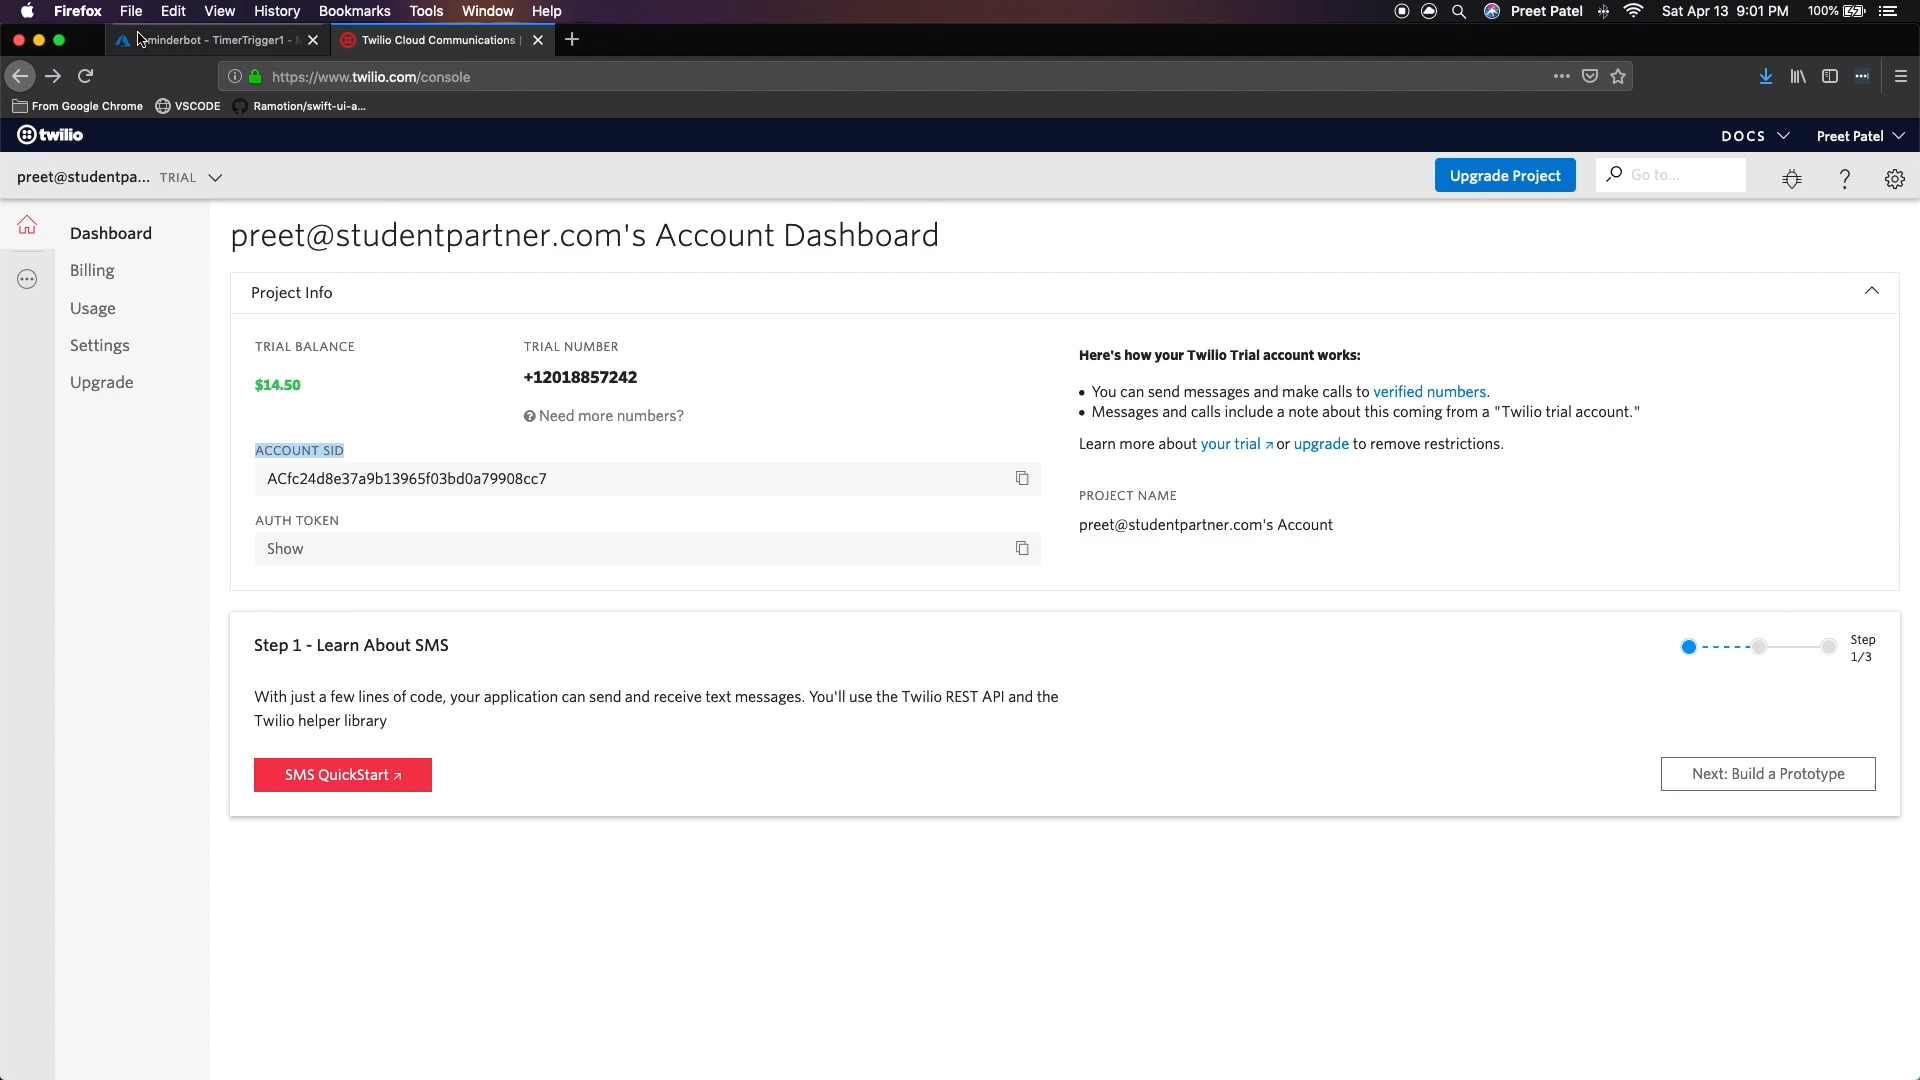 Firefox File Edit View History Bookmarks Tools Window Help Preet Patel Sat Apr 13 9:01 PM 100%
minderbot - TimerTrigger1 - Twilio Cloud Communications |
https://www.twilio.com/console
From Google Chrome VSCODE Ramotion/swift-ui-a...
twilio DOCS Preet Patel
preet@studentpa... TRIAL Upgrade Project Go to... ?
Dashboard
Billing
Usage
Settings
Upgrade
preet@studentpartner.com's Account Dashboard
Project Info
TRIAL BALANCE TRIAL NUMBER
$14.50 +12018857242
Need more numbers?
ACCOUNT SID
ACfc24d8e37a9b13965f03bd0a79908cc7
AUTH TOKEN
Show
Here's how your Twilio Trial account works:
• You can send messages and make calls to verified numbers.
• Messages and calls include a note about this coming from a "Twilio trial account."
Learn more about your trial or upgrade to remove restrictions.
PROJECT NAME
preet@studentpartner.com's Account
Step 1 - Learn About SMS
Step
1/3
With just a few lines of code, your application can send and receive text messages. You'll use the Twilio REST API and the
Twilio helper library
SMS QuickStart
Next: Build a Prototype